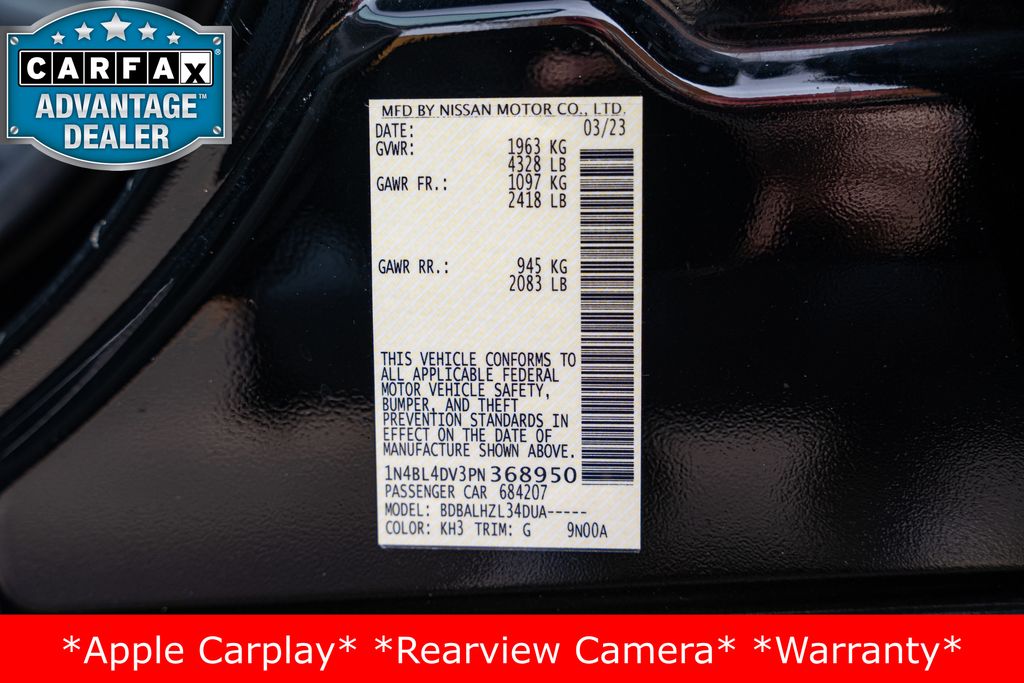 CARFAX
ADVANTAGE™
DEALER
MFD BY NISSAN MOTOR CO., LTD.
DATE: 03/23
GVWR: 1963 KG
4328 LB
GAWR FR.: 1097 KG
2418 LB
GAWR RR.: 945 KG
2083 LB
THIS VEHICLE CONFORMS TO
ALL APPLICABLE FEDERAL
MOTOR VEHICLE SAFETY,
BUMPER, AND THEFT
PREVENTION STANDARDS IN
EFFECT ON THE DATE OF
MANUFACTURE SHOWN ABOVE.
1N4BL4DV3PN368950
PASSENGER CAR 684207
MODEL: BDBALHZL34DUA-----
COLOR: KH3 TRIM: G 9N00A
*Apple Carplay* *Rearview Camera* *Warranty*